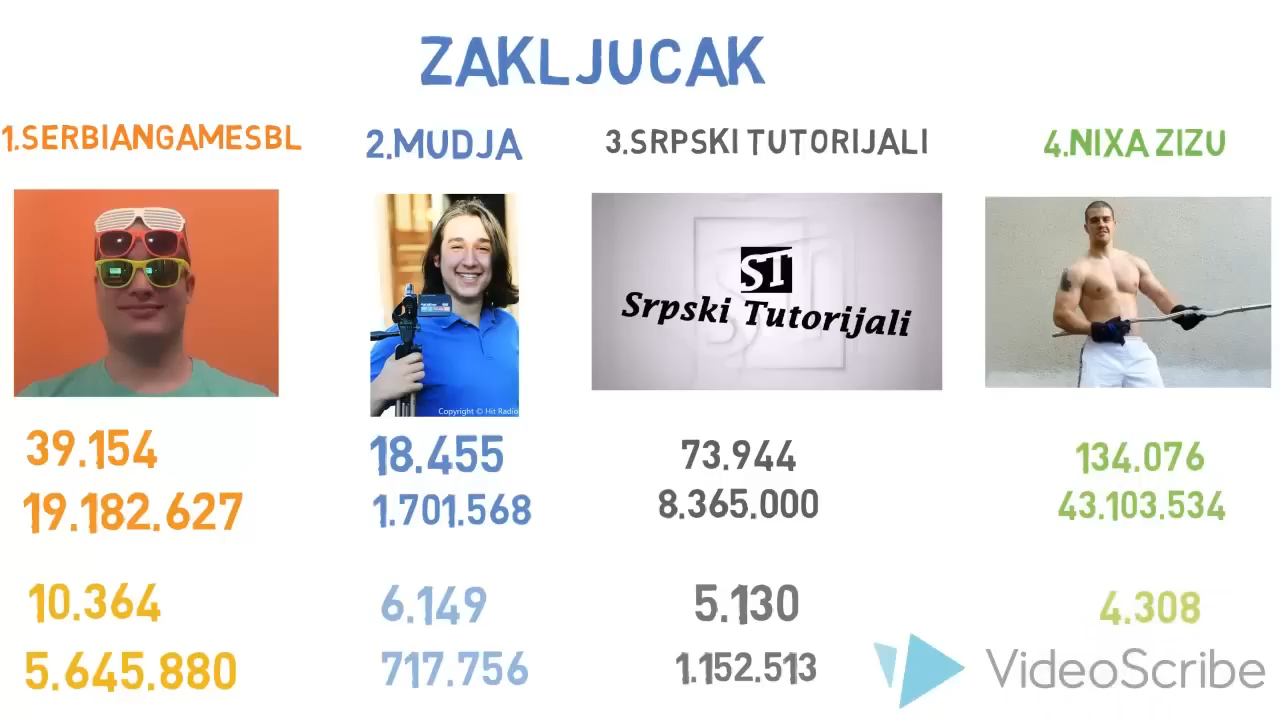 ZAKLJUCAK
1.SERBIANGAMESBL
2.MUDJA
3.SRPSKI TUTORIJALI
4.NIXA ZIZU
ST
Srpski Tutorijali
Copyright © Hit Radio
39.154
18.455
73.944
134.076
19.182.627
1.701.568
8.365.000
43.103.534
10.364
6.149
5.130
4.308
5.645.880
717.756
1.152.513
VideoScribe